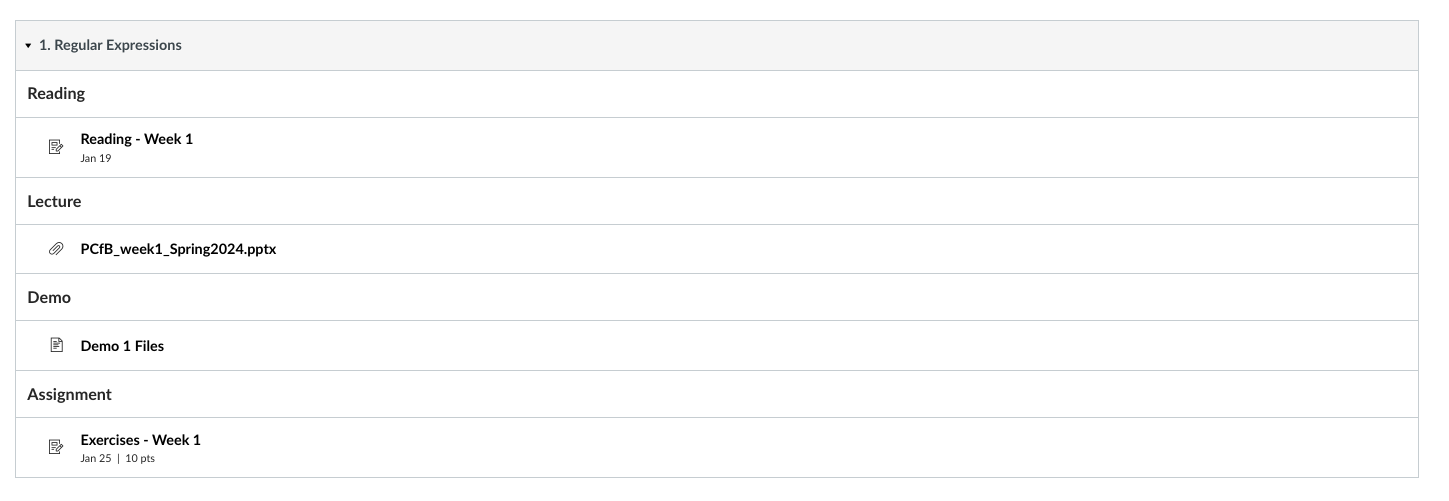 1. Regular Expressions
Reading
Reading - Week 1
Jan 19
Lecture
PCfB_week1_Spring2024.pptx
Demo
Demo 1 Files
Assignment
Exercises - Week 1
Jan 25 | 10 pts